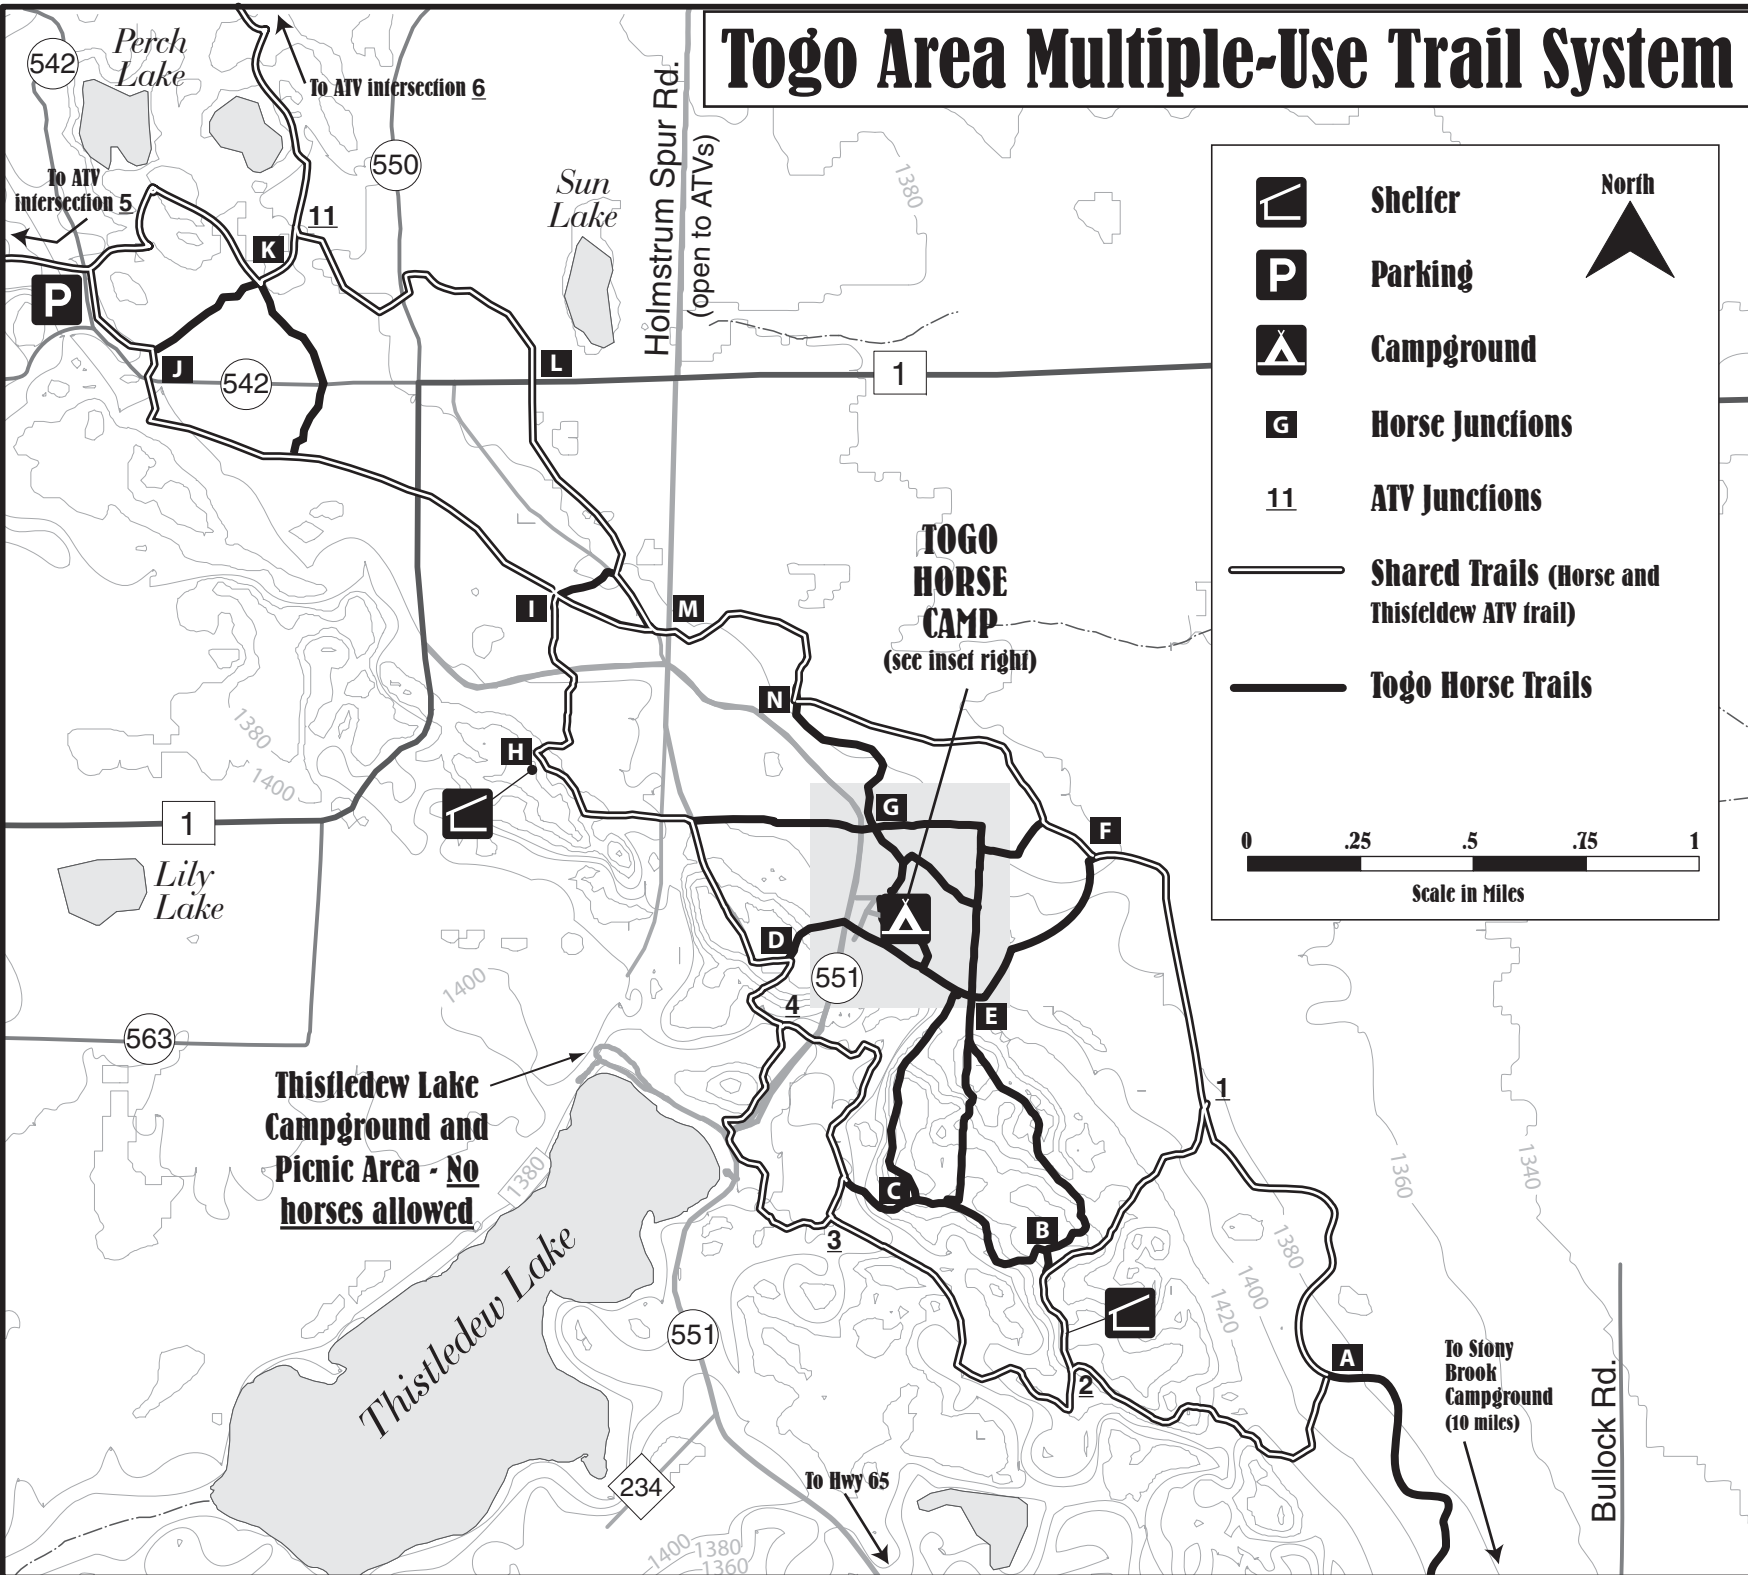 Togo Area Multiple-Use Trail System
542
Perch
Lake
To ATV intersection 6
550
Holmstrum Spur Rd.
(open to ATVs)
To ATV
intersection 5
11
Sun
Lake
K
P
J
542
L
1
1380
Shelter
North
P
Parking
Campground
G
Horse Junctions
11
ATV Junctions
Shared Trails (Horse and
Thisteldew ATV trail)
Togo Horse Trails
0 .25 .5 .75 1
Scale in Miles
TOGO
HORSE
CAMP
(see inset right)
I
M
N
H
1380
1400
1
G
F
Lily
Lake
D
551
1400
4
E
563
Thistledew Lake
Campground and
Picnic Area - No
horses allowed
1380
1
1360
1340
C
B
3
1380
1400
1420
Thistledew Lake
551
A
2
To Stony
Brook
Campground
(10 miles)
Bullock Rd.
234
To Hwy 65
1400
1380
1360